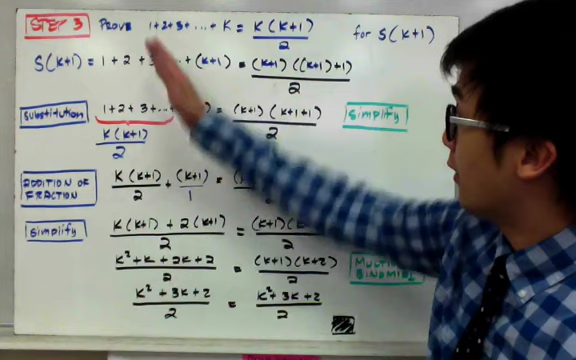 STEP 3 PROVE 1+2+3+...+K = K(K+1)/2 for S(K+1)
S(K+1) = 1 + 2 + 3 ...+ (K+1) = (K+1)((K+1)+1)/2
Substitution 1+2+3+...+ ) = (K+1)(K+1+1)/2 Simplify
K(K+1)/2
ADDITION OF FRACTION K(K+1)/2 + (K+1)/1 =
Simplify K(K+1) + 2(K+1)/2 = (K+1)(K /2
K²+K+2K+2/2 = (K+1)(K+2)/2
BINOMIAL
K²+3K+2/2 = K²+3K+2/2